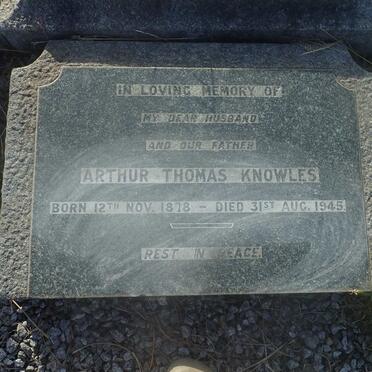 IN LOVING MEMORY OF
MY DEAR HUSBAND
AND OUR FATHER
ARTHUR THOMAS KNOWLES
BORN 12TH NOV. 1878 – DIED 31ST AUG. 1945.
REST IN PEACE.